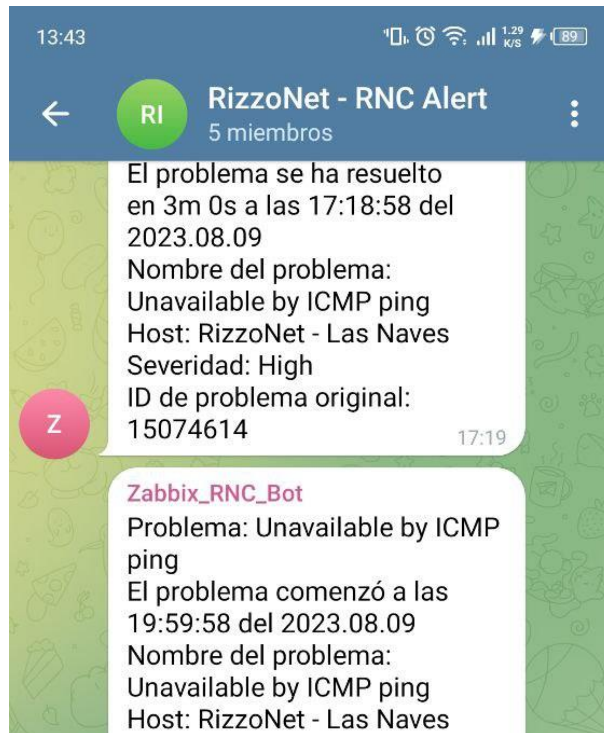 13:43
1.29
K/S
89
RI
RizzoNet - RNC Alert
5 miembros
El problema se ha resuelto
en 3m 0s a las 17:18:58 del
2023.08.09
Nombre del problema:
Unavailable by ICMP ping
Host: RizzoNet - Las Naves
Severidad: High
ID de problema original:
15074614
17:19
Z
Zabbix_RNC_Bot
Problema: Unavailable by ICMP
ping
El problema comenzó a las
19:59:58 del 2023.08.09
Nombre del problema:
Unavailable by ICMP ping
Host: RizzoNet - Las Naves